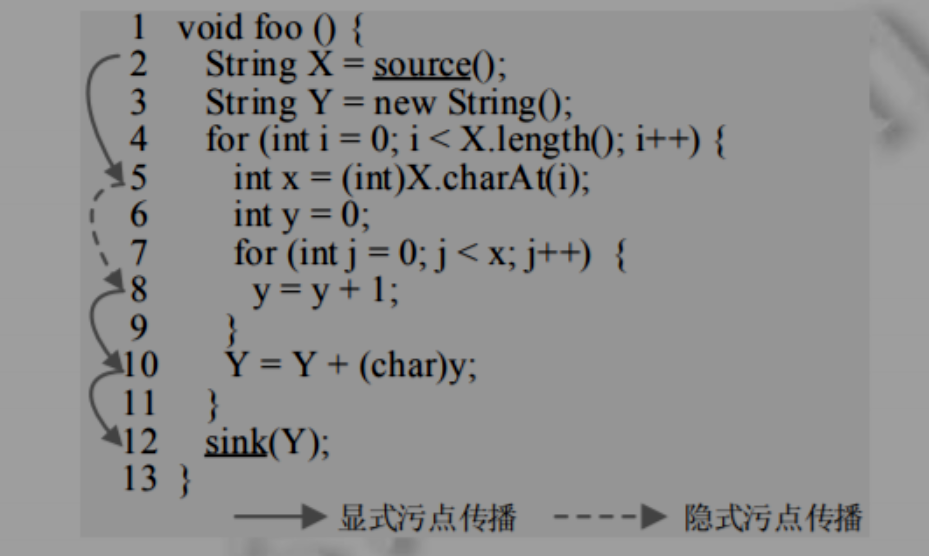 1 void foo () {
2 String X = source();
3 String Y = new String();
4 for (int i = 0; i < X.length(); i++) {
5 int x = (int)X.charAt(i);
6 int y = 0;
7 for (int j = 0; j < x; j++) {
8 y = y + 1;
9 }
10 Y = Y + (char)y;
11 }
12 sink(Y);
13 }
显式污点传播 隐式污点传播